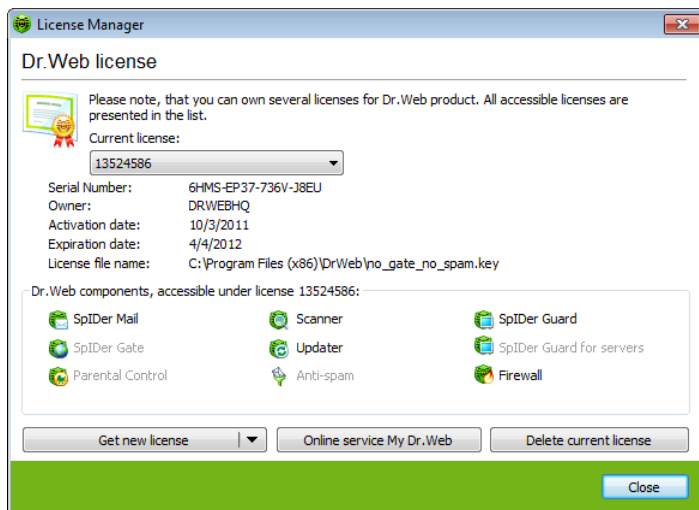 License Manager
Dr.Web license
Please note, that you can own several licenses for Dr.Web product. All accessible licenses are
presented in the list.
Current license:
13524586
Serial Number: 6HMS-EP37-736V-J8EU
Owner: DRWEBHQ
Activation date: 10/3/2011
Expiration date: 4/4/2012
License file name: C:\Program Files (x86)\DrWeb\no_gate_no_spam.key
Dr.Web components, accessible under license 13524586:
SpIDer Mail Scanner SpIDer Guard
SpIDer Gate Updater SpIDer Guard for servers
Parental Control Anti-spam Firewall
Get new license Online service My Dr.Web Delete current license
Close